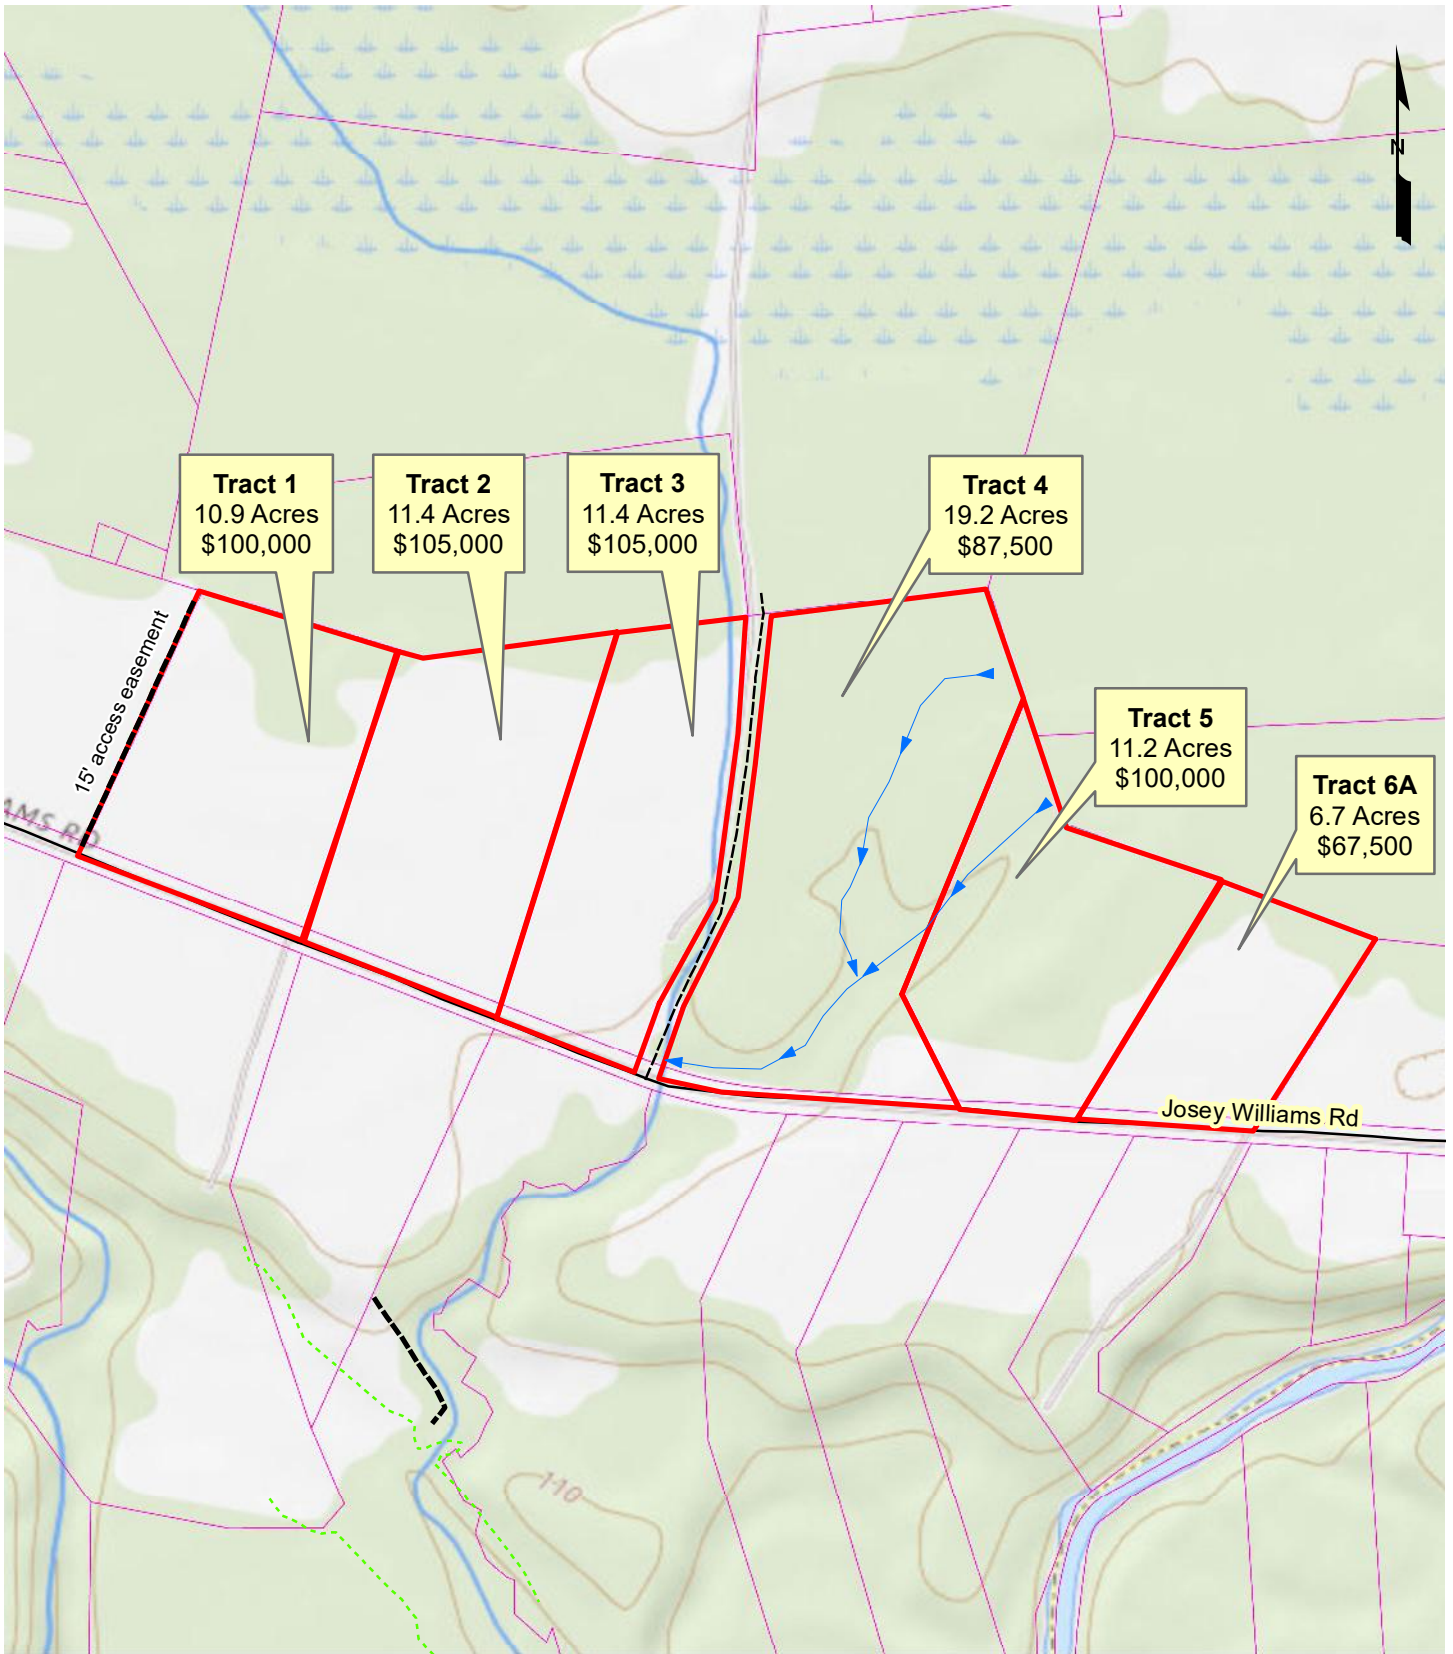 N
Tract 1
10.9 Acres
$100,000
Tract 2
11.4 Acres
$105,000
Tract 3
11.4 Acres
$105,000
Tract 4
19.2 Acres
$87,500
Tract 5
11.2 Acres
$100,000
Tract 6A
6.7 Acres
$67,500
15' access easement
AMS RD
Josey Williams Rd
110